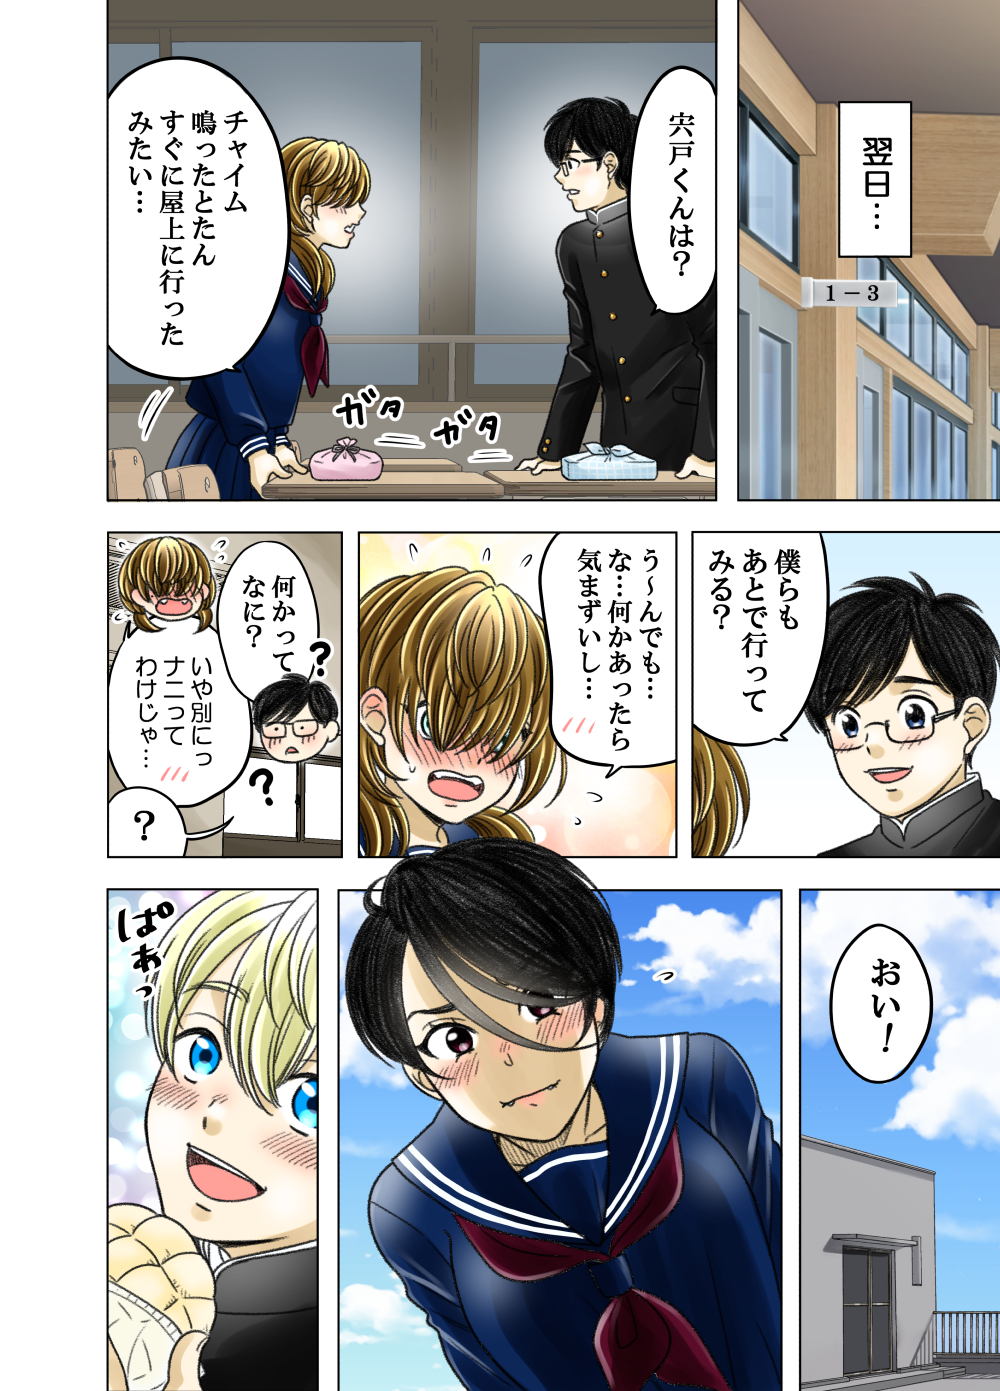 翌日…
1－3
宍戸くんは？
チャイム
鳴ったとたん
すぐに屋上に行った
みたい…
ガタ
ガタ
僕らも
あとで行って
みる？
う～んでも…
な…何かあったら
気まずいし…
何かって
なに？
？
？
いや別にっ
ナニって
わけじゃ…
？
おい！
ぱあっ